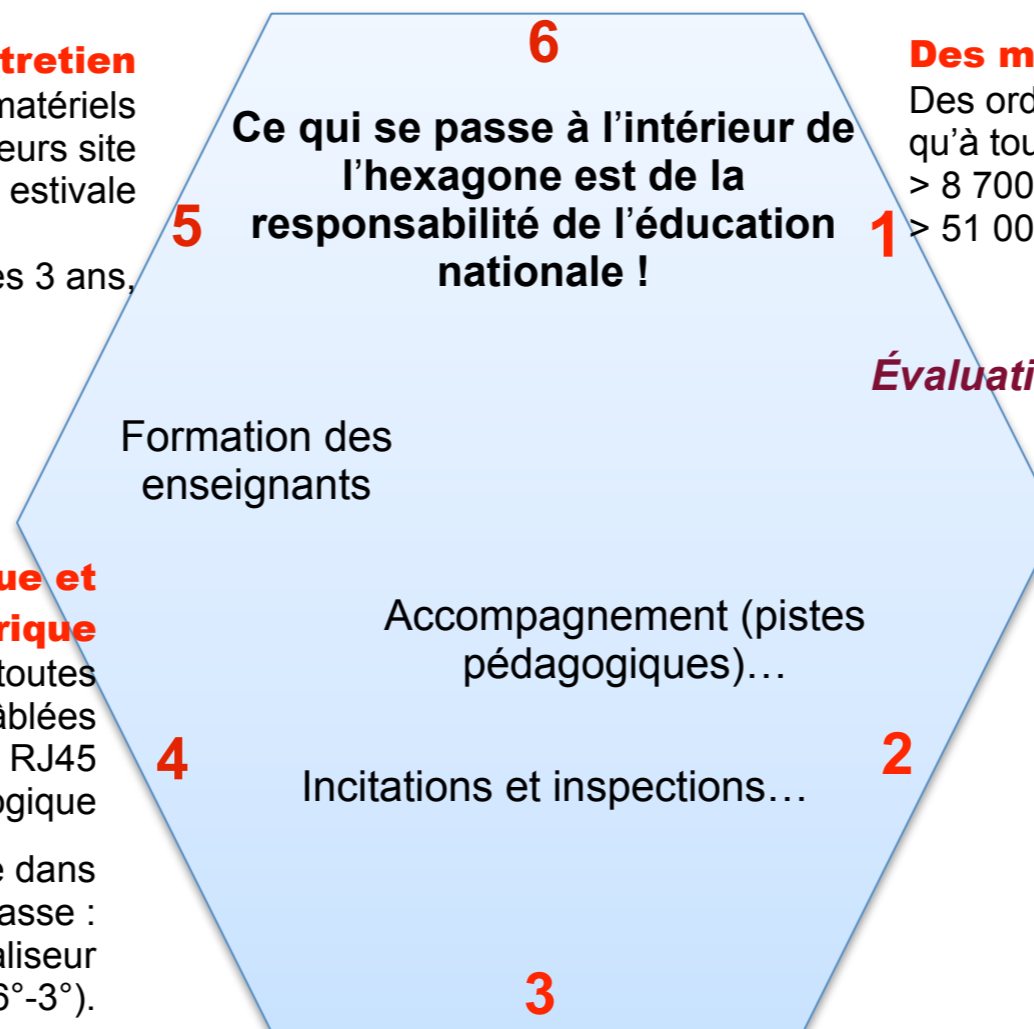 6
Ce qui se passe à l'intérieur de
l'hexagone est de la
responsabilité de l'éducation
nationale !
tretien
matériels
eurs site
estivale
es 3 ans,
5
Des m
Des ord
qu'à tou
> 8 700
> 51 00
1
Évaluati
Formation des
enseignants
ue et
rique
toutes
âblées
RJ45
ogique
e dans
asse :
aliseur
6°-3°).
4
Accompagnement (pistes
pédagogiques)…
2
Incitations et inspections…
3